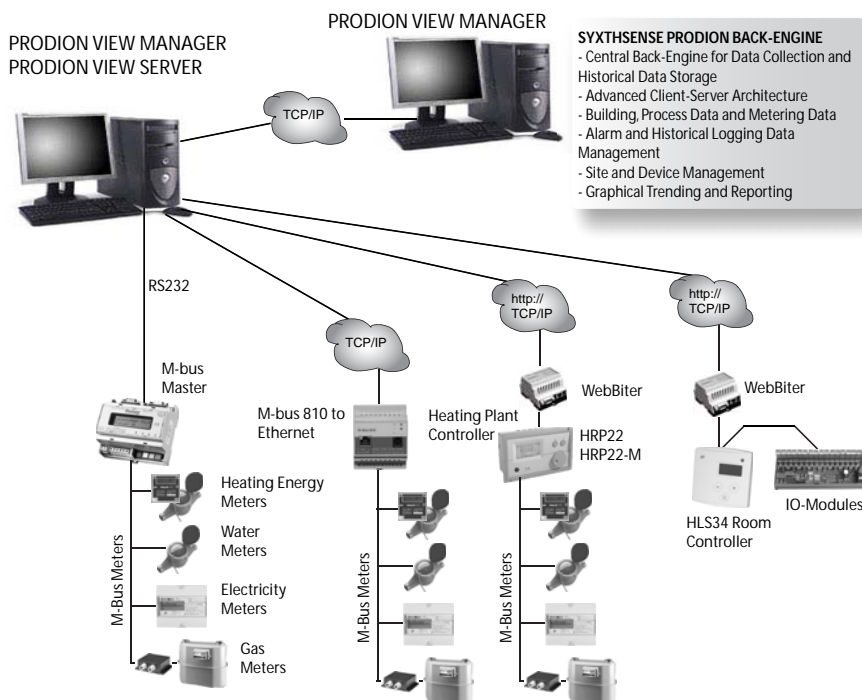 PRODION VIEW MANAGER
PRODION VIEW SERVER
PRODION VIEW MANAGER
SYXTHSENSE PRODION BACK-ENGINE
- Central Back-Engine for Data Collection and
Historical Data Storage
- Advanced Client-Server Architecture
- Building, Process Data and Metering Data
- Alarm and Historical Logging Data
Management
- Site and Device Management
- Graphical Trending and Reporting
TCP/IP
RS232
TCP/IP
http://
TCP/IP
http://
TCP/IP
M-bus
Master
M-bus 810 to
Ethernet
Heating Plant
Controller
WebBiter
HRP22
HRP22-M
WebBiter
HLS34 Room
Controller
IO-Modules
M-Bus Meters
Heating Energy
Meters
Water
Meters
Electricity
Meters
Gas
Meters
M-Bus Meters
M-Bus Meters